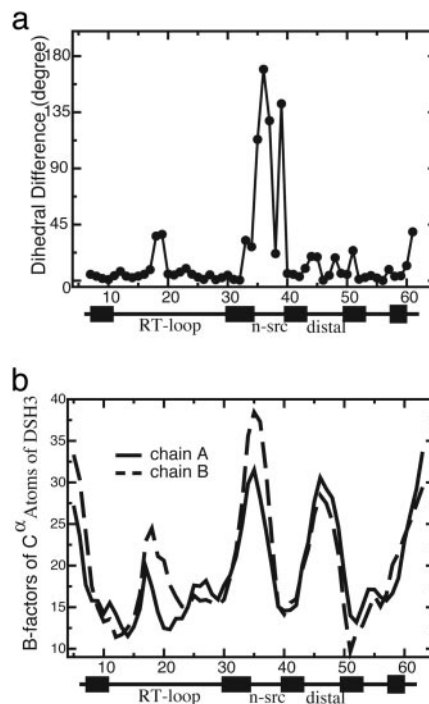 a
Dihedral Difference (degree)
180
135
90
45
0
10 20 30 40 50 60
RT-loop n-src distal
b
B-factors of C α Atoms of DSH3
40
35
30
25
20
15
10
chain A
chain B
10 20 30 40 50 60
RT-loop n-src distal